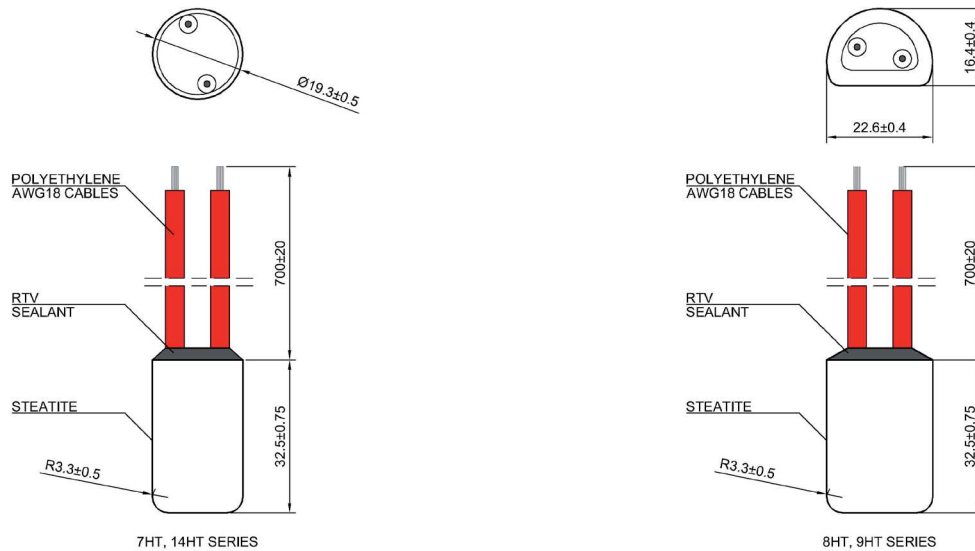 Ø19.3±0.5
POLYETHYLENE
AWG18 CABLES
700±20
RTV
SEALANT
STEATITE
32.5±0.75
R3.3±0.5
7HT, 14HT SERIES
16.4±0.4
22.6±0.4
POLYETHYLENE
AWG18 CABLES
700±20
RTV
SEALANT
STEATITE
32.5±0.75
R3.3±0.5
8HT, 9HT SERIES